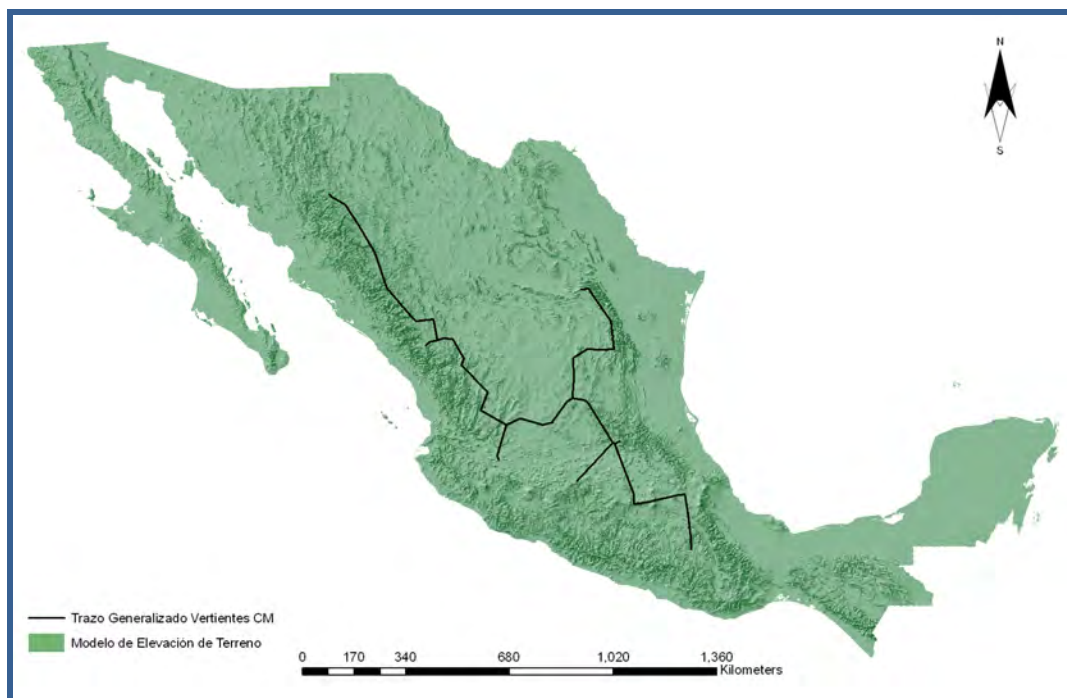 N
S
Trazo Generalizado Vertientes CM
Modelo de Elevación de Terreno
0 170 340 680 1,020 1,360
Kilometers